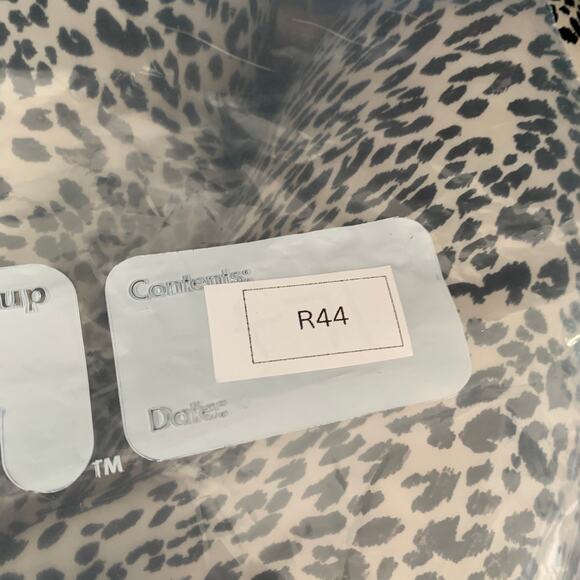 up
Contents:
R44
Date:
TM